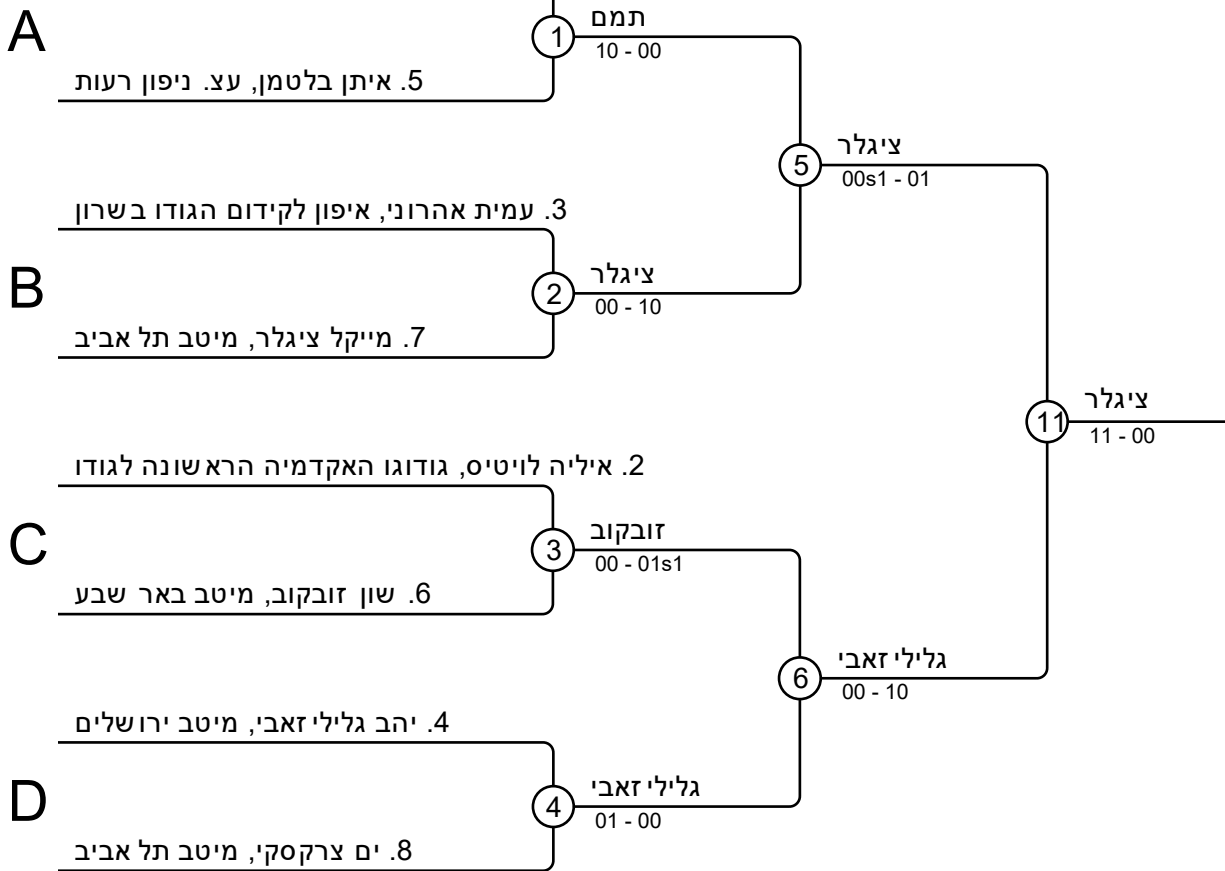 A
1
תמם
10 - 00
5. איתן בלטמן, עצ. ניפון רעות
5
ציגלר
00s1 - 01
3. עמית אהרוני, איפון לקידום הגודו בשרון
B
2
ציגלר
00 - 10
7. מייקל ציגלר, מיטב תל אביב
11
ציגלר
11 - 00
2. איליה לויטיס, גודוגו האקדמיה הראשונה לגודו
C
3
זובקוב
00 - 01s1
6. שון זובקוב, מיטב באר שבע
6
גלילי זאבי
00 - 10
4. יהב גלילי זאבי, מיטב ירושלים
D
4
גלילי זאבי
01 - 00
8. ים צרקסקי, מיטב תל אביב